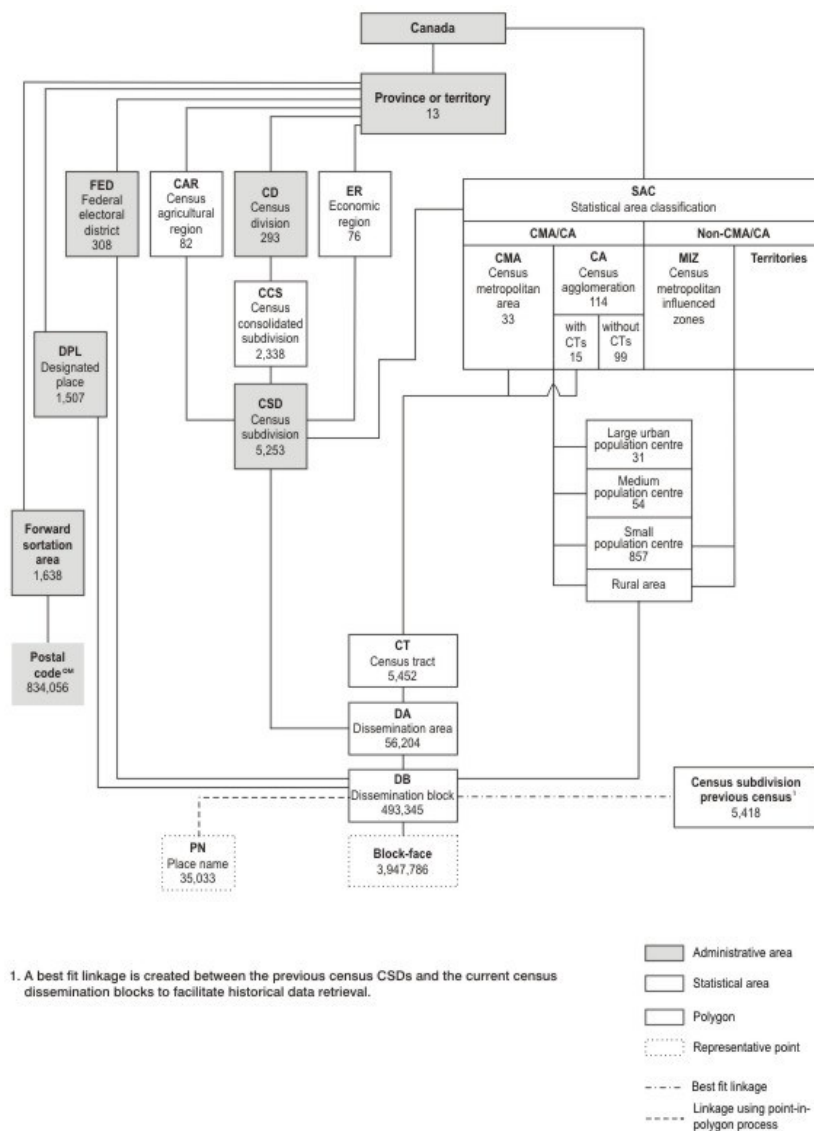 Canada
Province or territory
13
FED
Federal
electoral
district
308
CAR
Census
agricultural
region
82
CD
Census
division
293
ER
Economic
region
76
SAC
Statistical area classification
CMA/CA
Non-CMA/CA
CMA
Census
metropolitan
area
33
CA
Census
agglomeration
114
with
CTs
15
without
CTs
99
MIZ
Census
metropolitan
influenced
zones
Territories
CCS
Census
consolidated
subdivision
2,338
DPL
Designated
place
1,507
CSD
Census
subdivision
5,253
Large urban
population centre
31
Medium
population centre
54
Small
population centre
857
Rural area
Forward
sortation
area
1,638
Postal
code OM
834,056
CT
Census tract
5,452
DA
Dissemination area
56,204
DB
Dissemination block
493,345
Census subdivision
previous census¹
5,418
PN
Place name
35,033
Block-face
3,947,786
1. A best fit linkage is created between the previous census CSDs and the current census
dissemination blocks to facilitate historical data retrieval.
Administrative area
Statistical area
Polygon
Representative point
Best fit linkage
Linkage using point-in-
polygon process